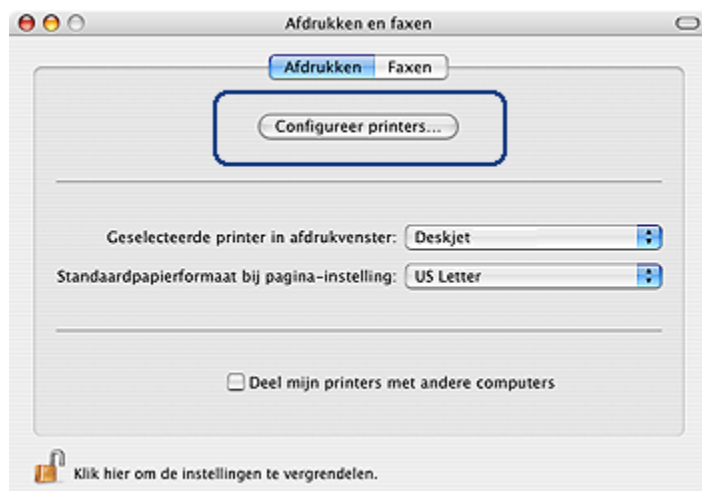 Afdrukken en faxen
Afdrukken Faxen
Configureer printers...
Geselecteerde printer in afdrukvenster: Deskjet
Standaardpapierformaat bij pagina-instelling: US Letter
Deel mijn printers met andere computers
Klik hier om de instellingen te vergrendelen.